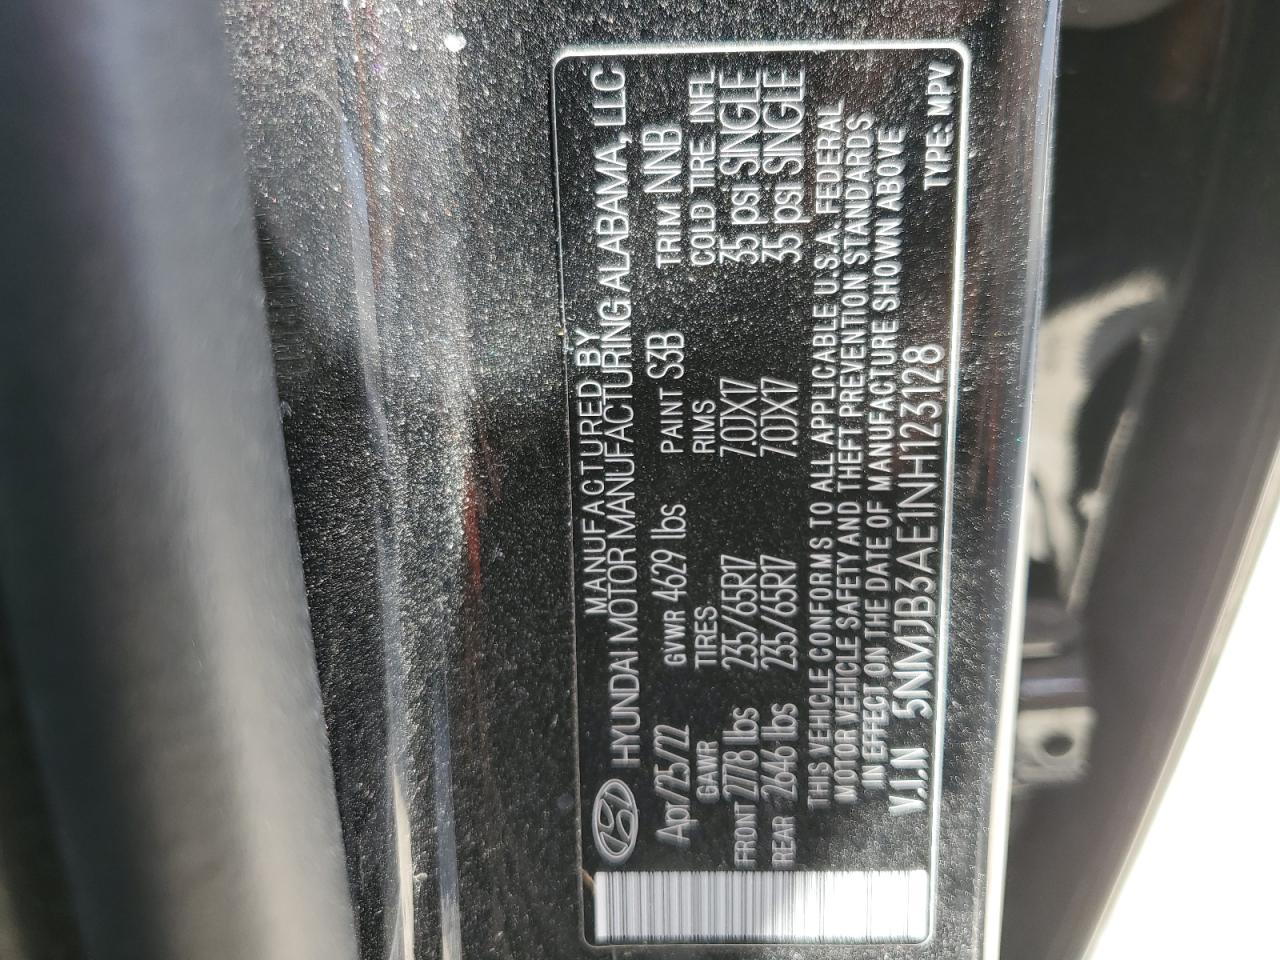 MANUFACTURED BY
HYUNDAI MOTOR MANUFACTURING ALABAMA, LLC
Apr/25/22 GVWR 4629 lbs PAINT S3B TRIM NNB
GAWR TIRES RIMS COLD TIRE INFL
FRONT 2778 lbs 235/65R17 7.0JX17 35 psi SINGLE
REAR 2646 lbs 235/65R17 7.0JX17 35 psi SINGLE
THIS VEHICLE CONFORMS TO ALL APPLICABLE U.S.A. FEDERAL
MOTOR VEHICLE SAFETY AND THEFT PREVENTION STANDARDS
IN EFFECT ON THE DATE OF MANUFACTURE SHOWN ABOVE
V.I.N 5NMJB3AE1NH123128 TYPE: MPV